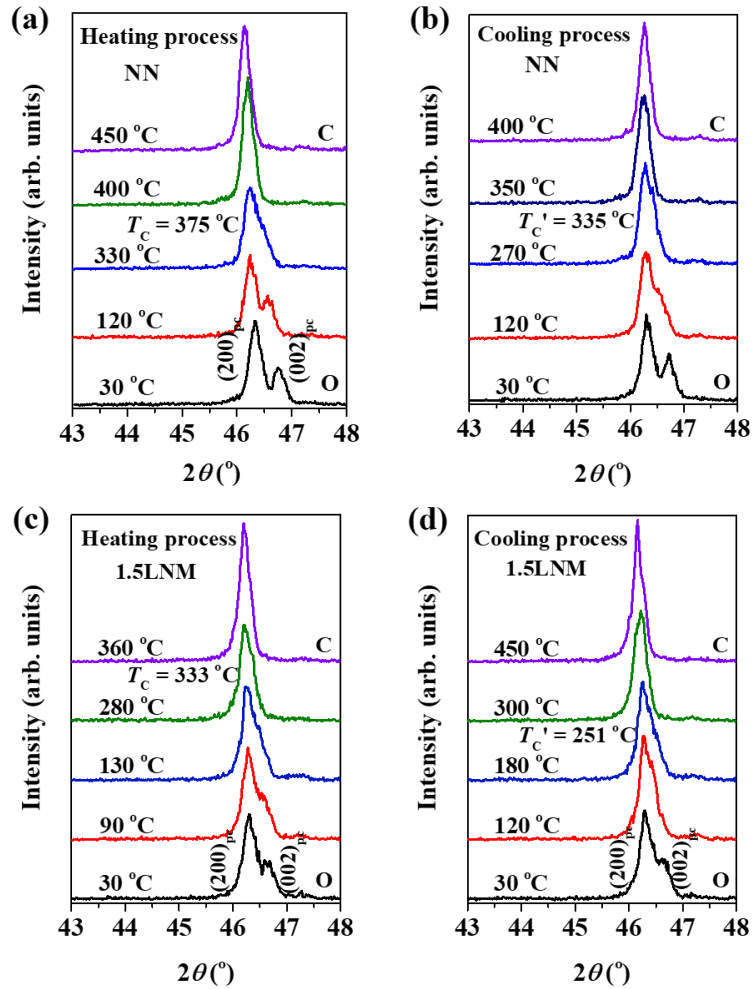 (a)
Heating process
NN
450 °C
C
400 °C
T_C = 375 °C
330 °C
120 °C
(200)pc
(002)pc
30 °C
O
Intensity (arb. units)
43 44 45 46 47 48
2θ (°)
(b)
Cooling process
NN
400 °C
C
350 °C
T_C' = 335 °C
270 °C
120 °C
30 °C
O
Intensity (arb. units)
43 44 45 46 47 48
2θ (°)
(c)
Heating process
1.5LNM
360 °C
C
T_C = 333 °C
280 °C
130 °C
90 °C
(200)pc
(002)pc
30 °C
O
Intensity (arb. units)
43 44 45 46 47 48
2θ (°)
(d)
Cooling process
1.5LNM
450 °C
C
300 °C
T_C' = 251 °C
180 °C
120 °C
(200)pc
(002)pc
30 °C
O
Intensity (arb. units)
43 44 45 46 47 48
2θ (°)